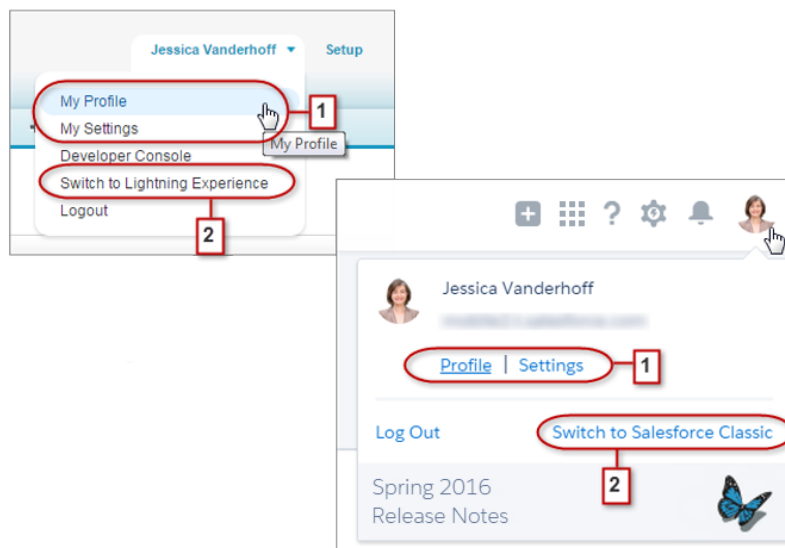 Jessica Vanderhoff Setup
My Profile
1
My Settings
My Profile
Developer Console
Switch to Lightning Experience
Logout
2
?
Jessica Vanderhoff
Profile | Settings
1
Log Out Switch to Salesforce Classic
2
Spring 2016
Release Notes